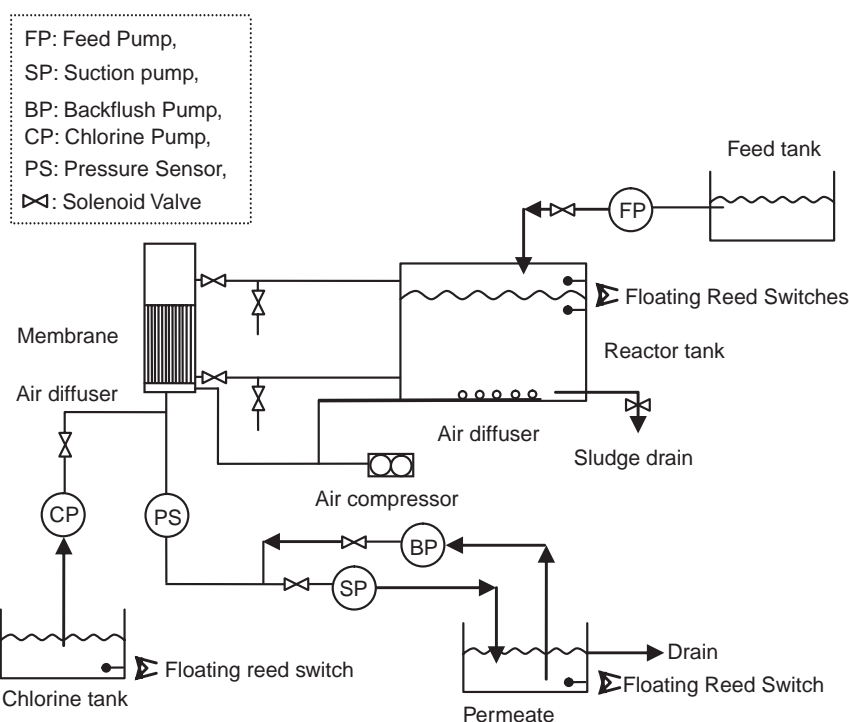 FP: Feed Pump,
SP: Suction pump,
BP: Backflush Pump,
CP: Chlorine Pump,
PS: Pressure Sensor,
: Solenoid Valve
Feed tank
FP
Floating Reed Switches
Membrane
Reactor tank
Air diffuser
Air diffuser
Sludge drain
Air compressor
CP
PS
BP
SP
Drain
Floating reed switch
Floating Reed Switch
Chlorine tank
Permeate